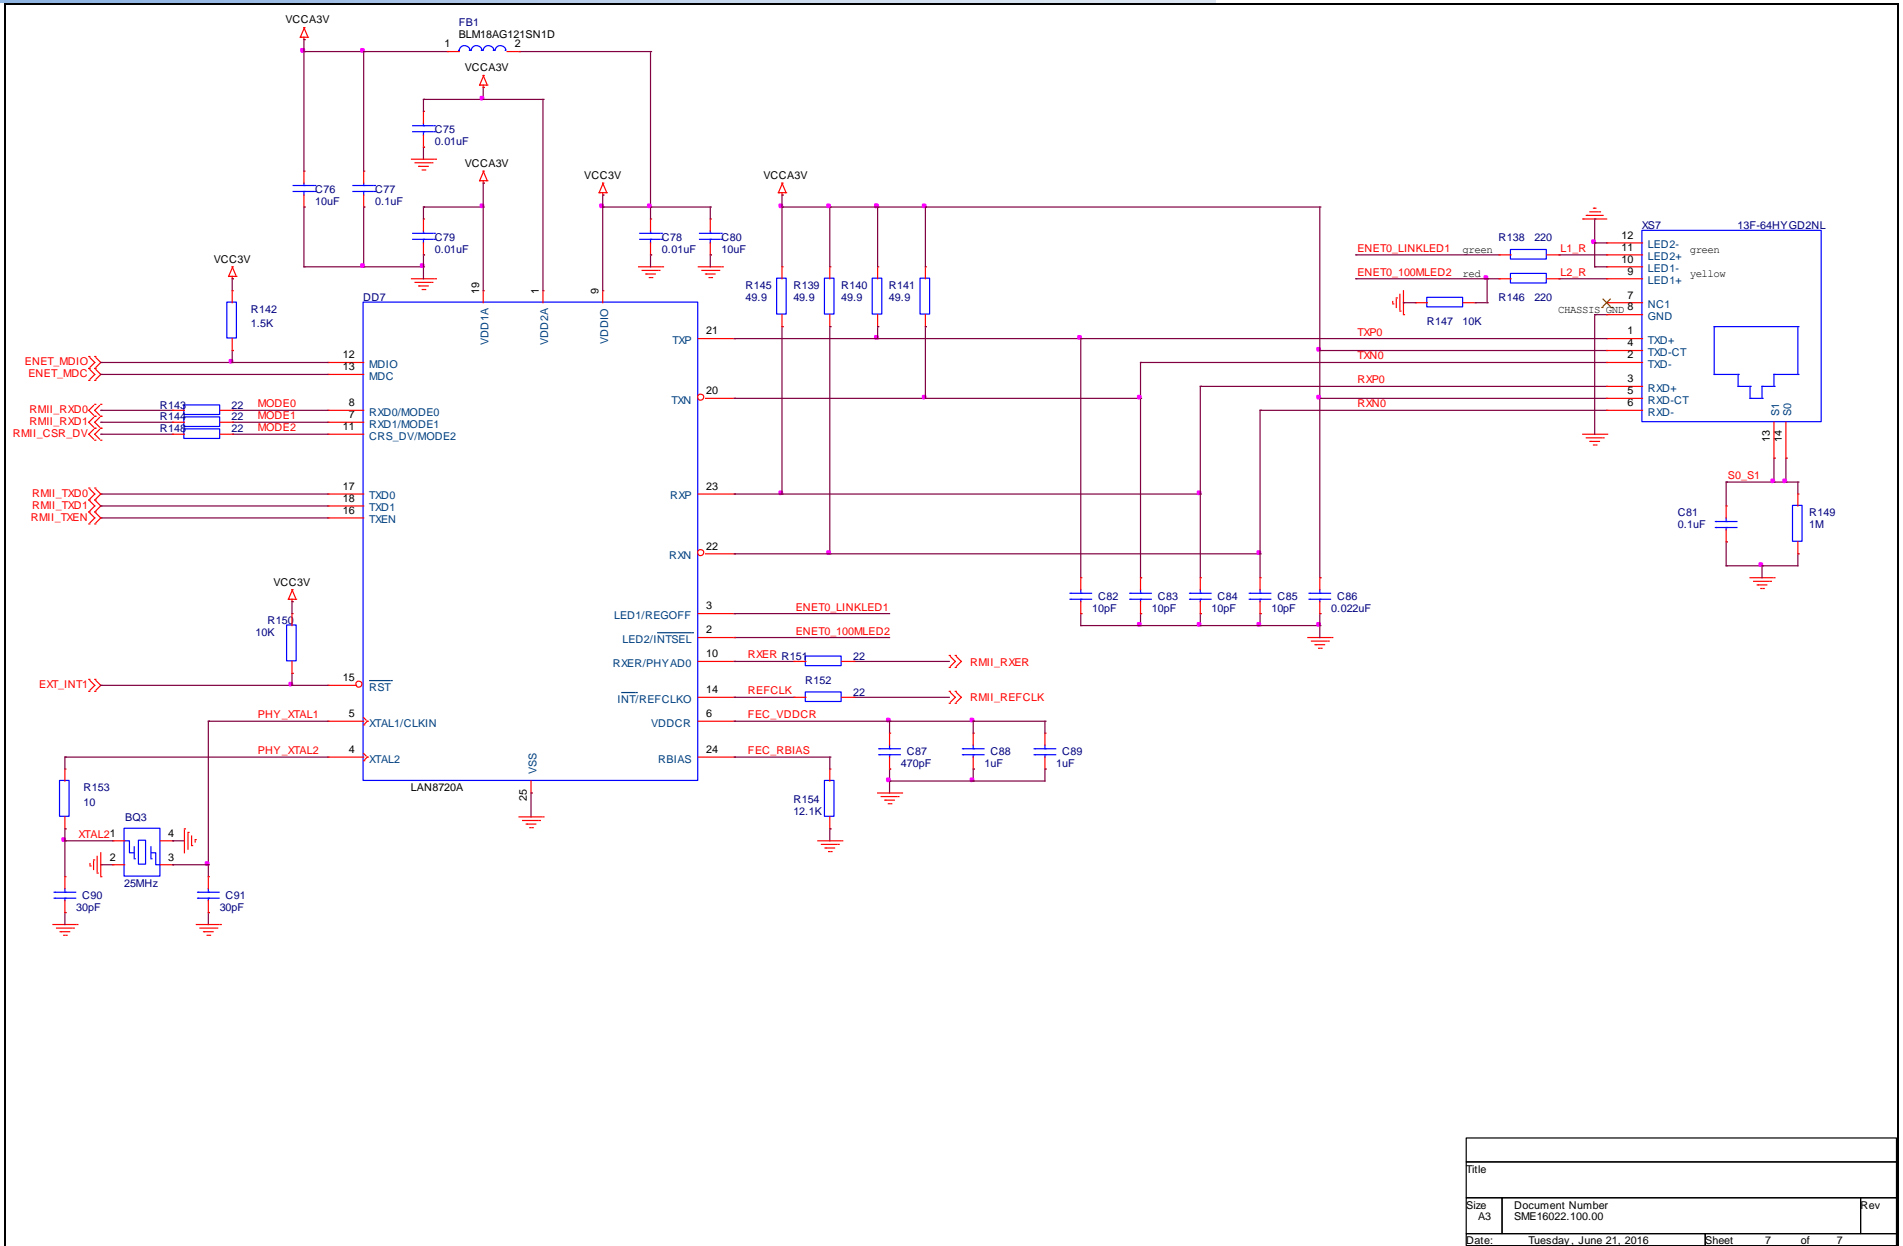 VCCA3V
FB1
BLM18AG121SN1D
1
2
VCCA3V
C75
0.01uF
VCCA3V
C76
10uF
C77
0.1uF
C79
0.01uF
VCC3V
C78
0.01uF
C80
10uF
VCCA3V
R145
49.9
R139
49.9
R140
49.9
R141
49.9
VCC3V
R142
1.5K
DD7
19
1
9
VDD1A
VDD2A
VDDIO
ENET_MDIO
12
MDIO
ENET_MDC
13
MDC
RMII_RXD0
R143
22
MODE0
8
RXD0/MODE0
RMII_RXD1
R144
22
MODE1
7
RXD1/MODE1
RMII_CSR_DV
R148
22
MODE2
11
CRS_DV/MODE2
RMII_TXD0
17
TXD0
RMII_TXD1
18
TXD1
RMII_TXEN
16
TXEN
VCC3V
R150
10K
EXT_INT1
15
RST
PHY_XTAL1
5
XTAL1/CLKIN
PHY_XTAL2
4
XTAL2
VSS
25
LAN8720A
R153
10
BQ3
XTAL2
1
4
2
3
25MHz
C90
30pF
C91
30pF
TXP
21
TXN
20
RXP
23
RXN
22
LED1/REGOFF
3
ENET0_LINKLED1
LED2/INTSEL
2
ENET0_100MLED2
RXER/PHYAD0
10
RXER
R151
22
RMII_RXER
INT/REFCLKO
14
REFCLK
R152
22
RMII_REFCLK
VDDCR
6
FEC_VDDCR
RBIAS
24
FEC_RBIAS
C87
470pF
C88
1uF
C89
1uF
R154
12.1K
C82
10pF
C83
10pF
C84
10pF
C85
10pF
C86
0.022uF
XS7
13F-64HYGD2NL
ENET0_LINKLED1
green
R138
220
L1_R
ENET0_100MLED2
red
R146
220
L2_R
R147
10K
CHASSIS GND
12
LED2-
11
LED2+
green
10
LED1-
9
LED1+
yellow
7
NC1
8
GND
TXP0
1
TXD+
4
TXD-CT
TXN0
2
TXD-
RXP0
3
RXD+
5
RXD-CT
RXN0
6
RXD-
S1
S0
13
14
S0_S1
C81
0.1uF
R149
1M
Title
Size
A3
Document Number
SME16022.100.00
Rev
Date:
Tuesday, June 21, 2016
Sheet
7
of
7